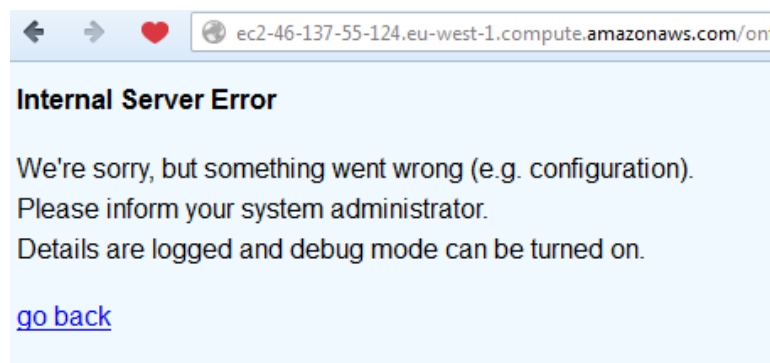 ec2-46-137-55-124.eu-west-1.compute.amazonaws.com/on
Internal Server Error
We're sorry, but something went wrong (e.g. configuration).
Please inform your system administrator.
Details are logged and debug mode can be turned on.
go back